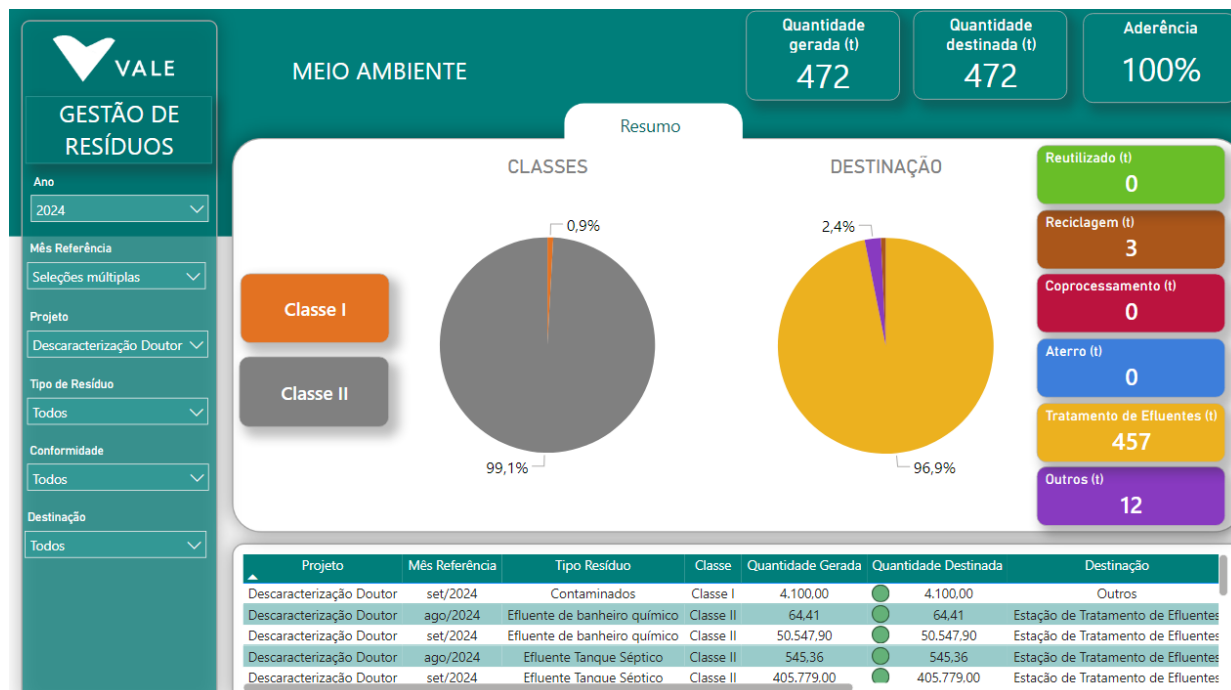 VALE
GESTÃO DE
RESÍDUOS
Ano
2024
Mês Referência
Seleções múltiplas
Projeto
Descaracterização Doutor
Tipo de Resíduo
Todos
Conformidade
Todos
Destinação
Todos
MEIO AMBIENTE
Quantidade
gerada (t)
472
Quantidade
destinada (t)
472
Aderência
100%
Resumo
CLASSES
Classe I
Classe II
0,9%
99,1%
DESTINAÇÃO
2,4%
96,9%
Reutilizado (t)
0
Reciclagem (t)
3
Coprocessamento (t)
0
Aterro (t)
0
Tratamento de Efluentes (t)
457
Outros (t)
12
Projeto Mês Referência Tipo Resíduo Classe Quantidade Gerada Quantidade Destinada Destinação
Descaracterização Doutor set/2024 Contaminados Classe I 4.100,00 4.100,00 Outros
Descaracterização Doutor ago/2024 Efluente de banheiro químico Classe II 64,41 64,41 Estação de Tratamento de Efluentes
Descaracterização Doutor set/2024 Efluente de banheiro químico Classe II 50.547,90 50.547,90 Estação de Tratamento de Efluentes
Descaracterização Doutor ago/2024 Efluente Tanque Séptico Classe II 545,36 545,36 Estação de Tratamento de Efluentes
Descaracterização Doutor set/2024 Efluente Tanque Séptico Classe II 405.779,00 405.779,00 Estação de Tratamento de Efluentes